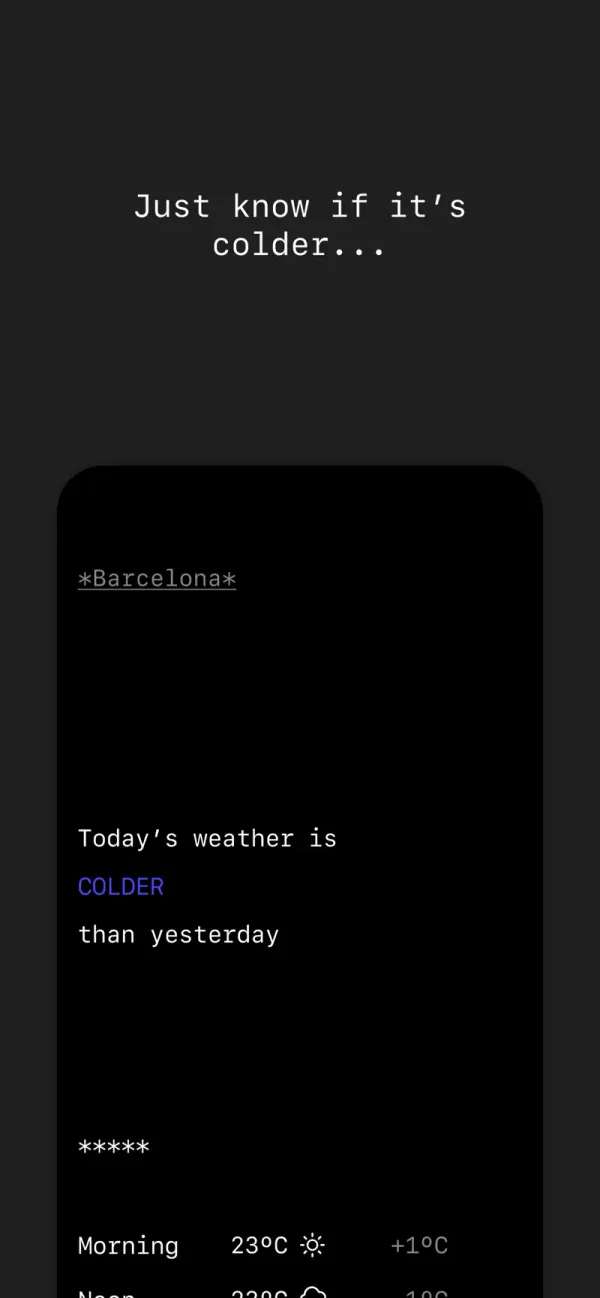 Just know if it’s
colder...
*Barcelona*
Today’s weather is
COLDER
than yesterday
*****
Morning 23ºC +1ºC